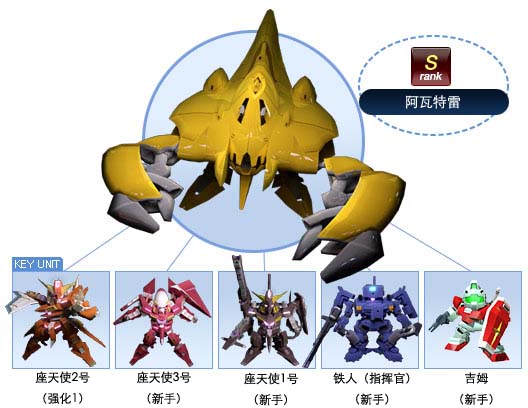 S
rank
阿瓦特雷
KEY UNIT
座天使2号
(强化1)
座天使3号
(新手)
座天使1号
(新手)
铁人(指挥官)
(新手)
吉姆
(新手)